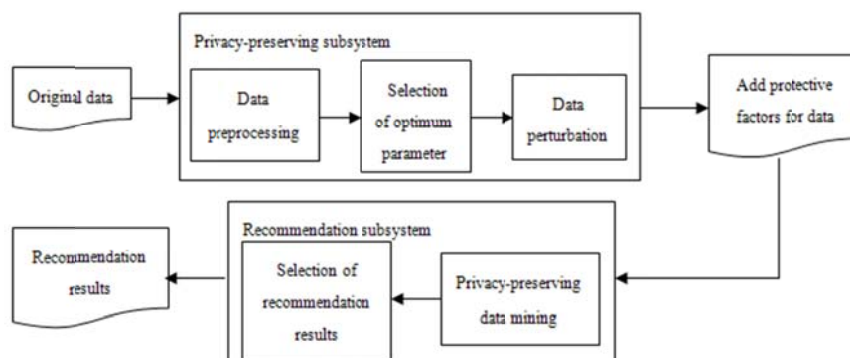 Privacy-preserving subsystem
Original data
Data
preprocessing
Selection
of optimum
parameter
Data
perturbation
Add protective
factors for data
Recommendation subsystem
Recommendation
results
Selection of
recommendation
results
Privacy-preserving
data mining